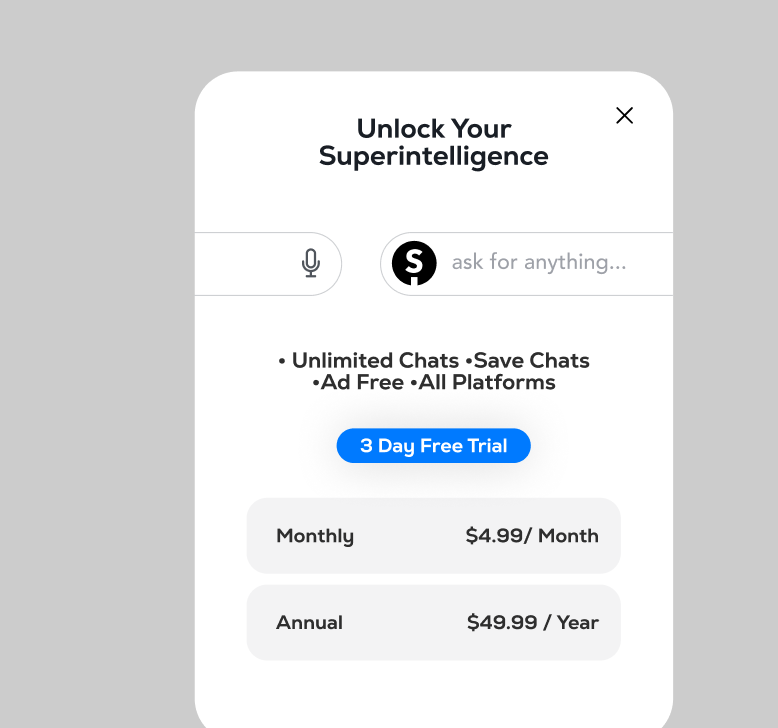 Unlock Your
Superintelligence
S ask for anything...
• Unlimited Chats •Save Chats
•Ad Free •All Platforms
3 Day Free Trial
Monthly $4.99/ Month
Annual $49.99 / Year